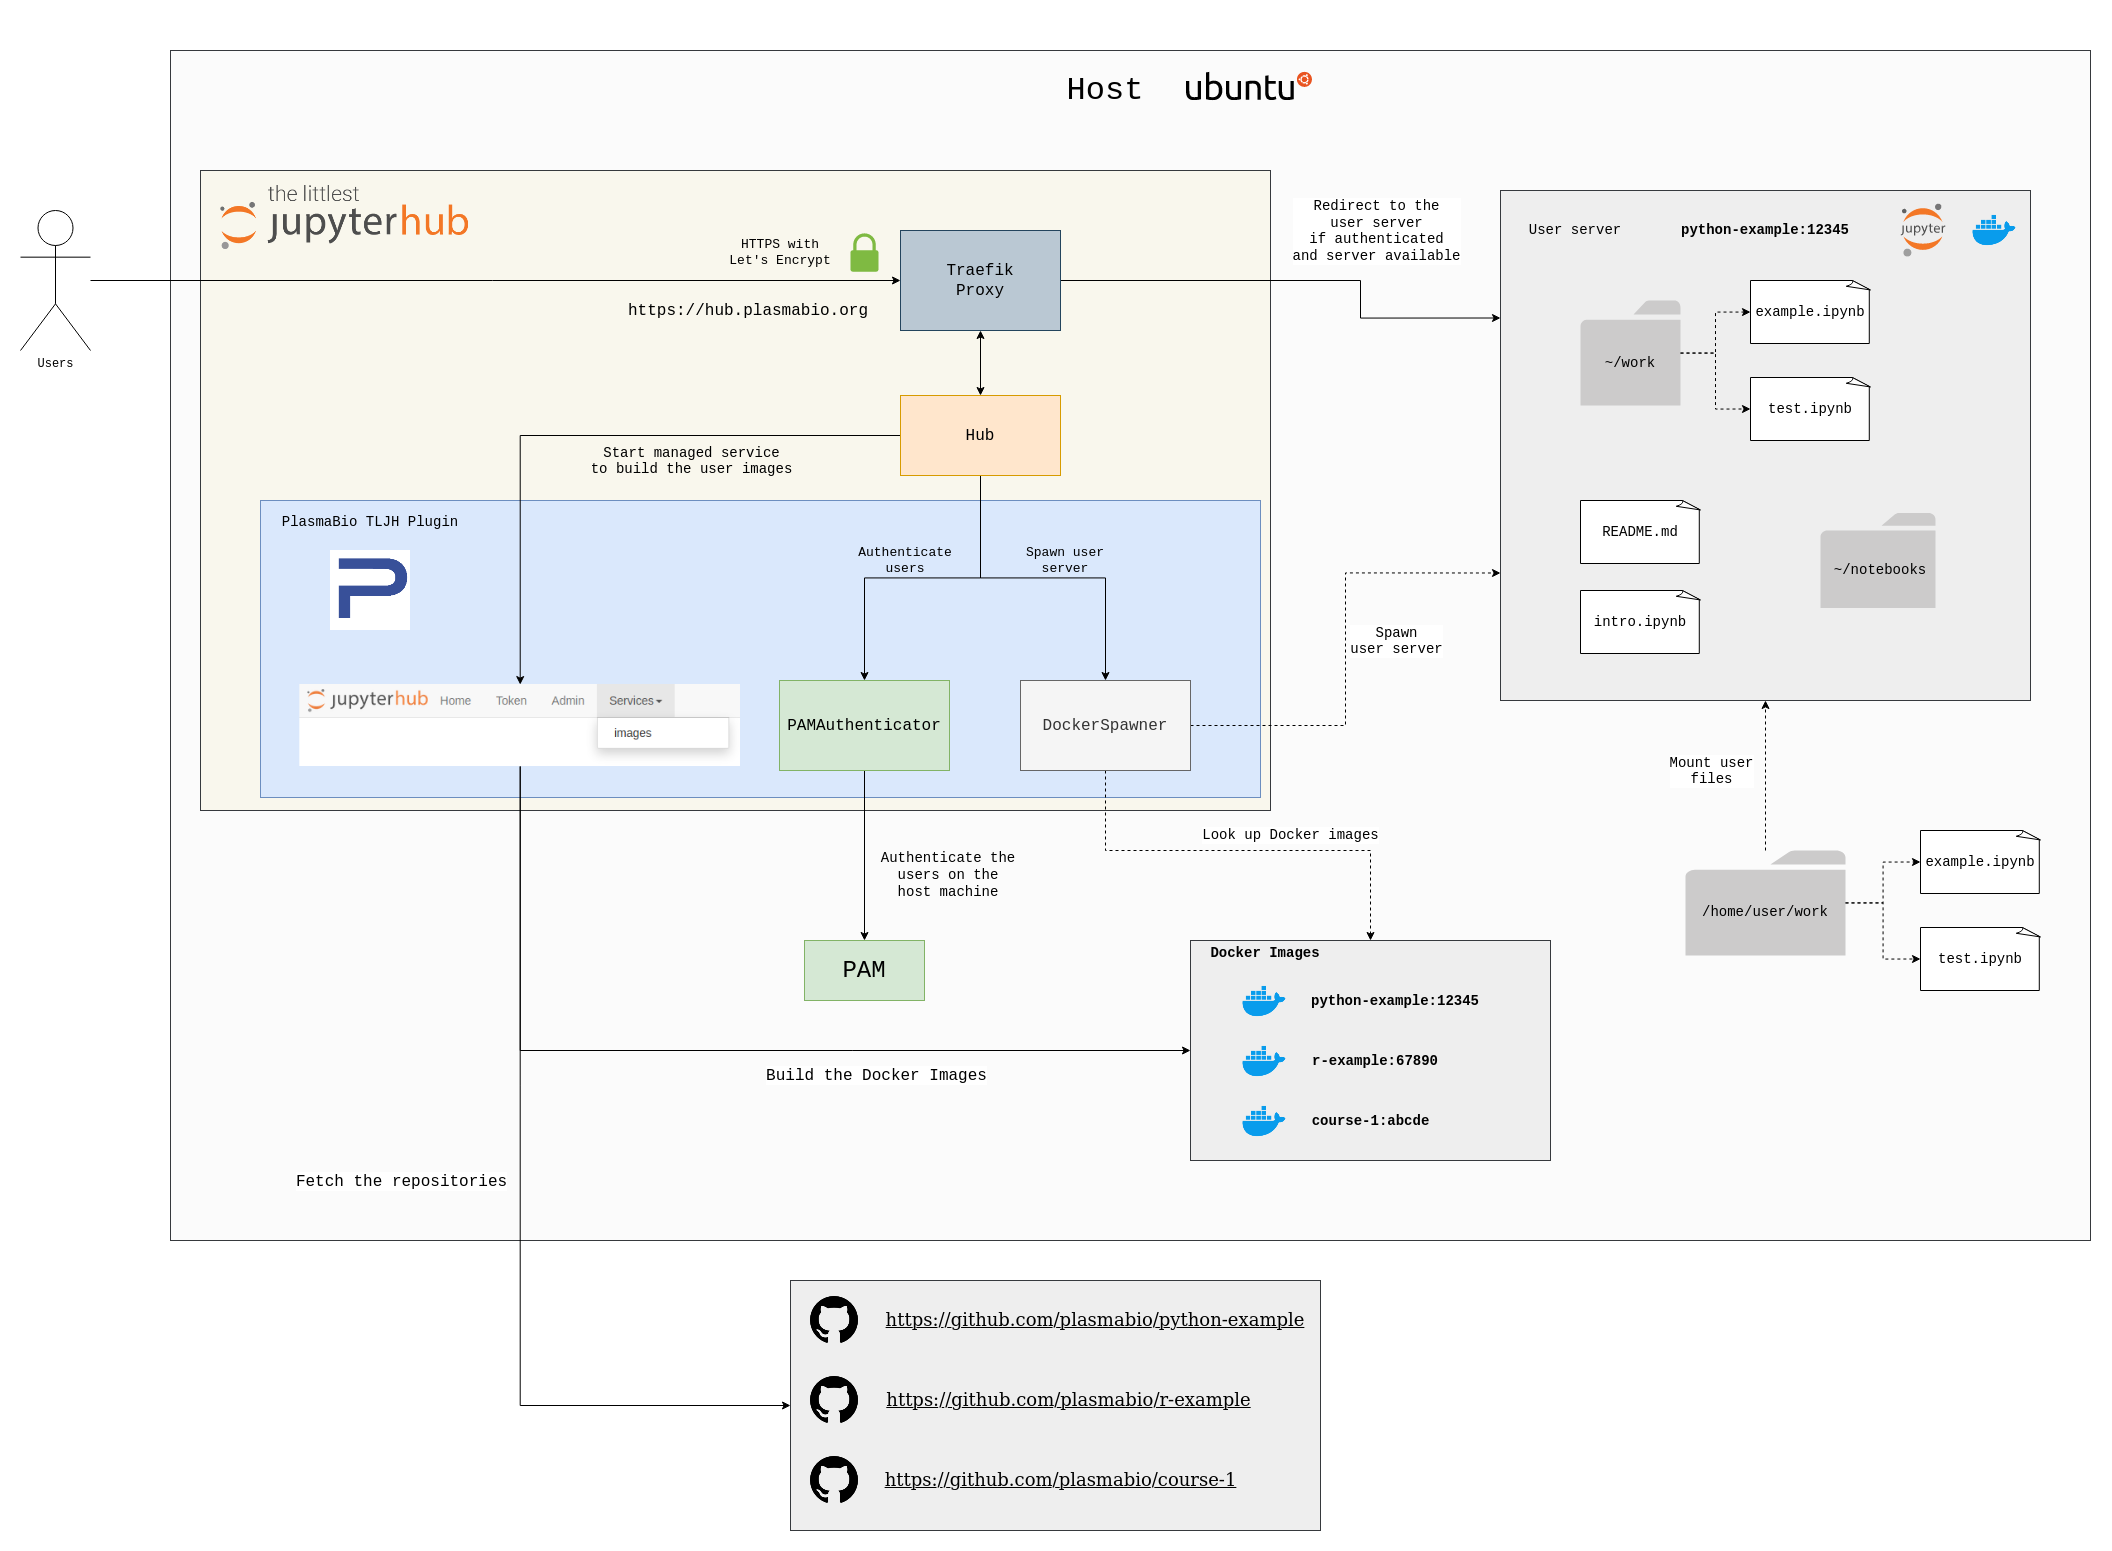 Host ubuntu
the littlest
jupyterhub
HTTPS with
Let's Encrypt
https://hub.plasmabio.org
Traefik
Proxy
Users
Redirect to the
user server
if authenticated
and server available
User server
python-example:12345
jupyter
~/work
example.ipynb
test.ipynb
README.md
intro.ipynb
~/notebooks
Hub
Start managed service
to build the user images
PlasmaBio TLJH Plugin
Authenticate
users
Spawn user
server
Spawn
user server
jupyterhub Home Token Admin Services
images
PAMAuthenticator
DockerSpawner
Mount user
files
Look up Docker images
Authenticate the
users on the
host machine
/home/user/work
example.ipynb
test.ipynb
PAM
Docker Images
python-example:12345
r-example:67890
course-1:abcde
Build the Docker Images
Fetch the repositories
https://github.com/plasmabio/python-example
https://github.com/plasmabio/r-example
https://github.com/plasmabio/course-1